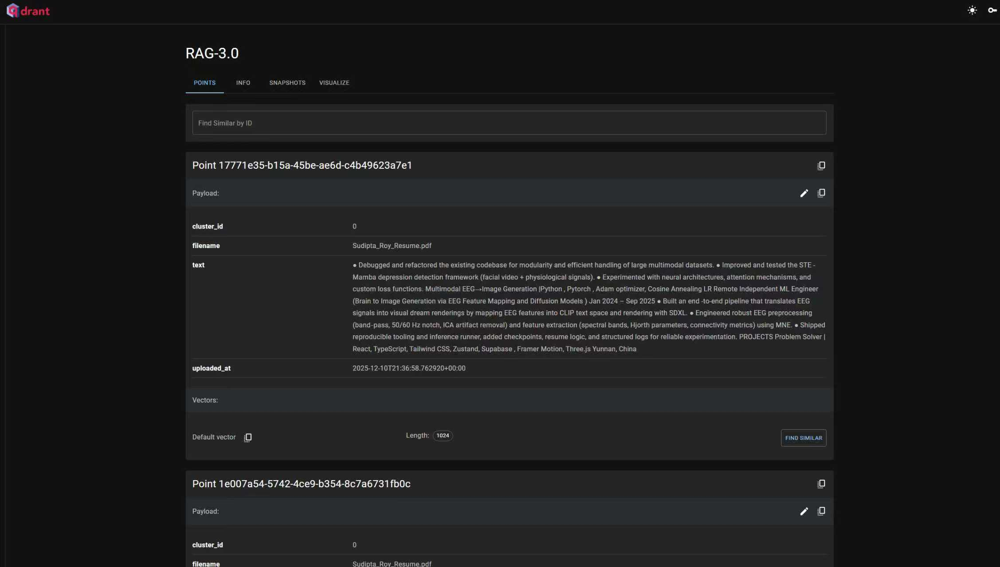 qdrant
RAG-3.0
POINTS
INFO
SNAPSHOTS
VISUALIZE
Find Similar by ID
Point 17771e35-b15a-45be-ae6d-c4b49623a7e1
Payload:
cluster_id 0
filename Sudipta_Roy_Resume.pdf
text ● Debugged and refactored the existing codebase for modularity and efficient handling of large multimodal datasets. ● Improved and tested the STE -
Mamba depression detection framework (facial video + physiological signals). ● Experimented with neural architectures, attention mechanisms, and
custom loss functions. Multimodal EEG→Image Generation |Python , Pytorch , Adam optimizer, Cosine Annealing LR Remote Independent ML Engineer
(Brain to Image Generation via EEG Feature Mapping and Diffusion Models ) Jan 2024 – Sep 2025 ● Built an end -to-end pipeline that translates EEG
signals into visual dream renderings by mapping EEG features into CLIP text space and rendering with SDXL. ● Engineered robust EEG preprocessing
(band-pass, 50/60 Hz notch, ICA artifact removal) and feature extraction (spectral bands, Hjorth parameters, connectivity metrics) using MNE. ● Shipped
reproducible tooling and inference runner, added checkpoints, resume logic, and structured logs for reliable experimentation. PROJECTS Problem Solver |
React, TypeScript, Tailwind CSS, Zustand, Supabase , Framer Motion, Three.js Yunnan, China
uploaded_at 2025-12-10T21:36:58.762920+00:00
Vectors:
Default vector
Length: 1024
FIND SIMILAR
Point 1e007a54-5742-4ce9-b354-8c7a6731fb0c
Payload:
cluster_id 0
filename Sudipta_Roy_Resume.pdf